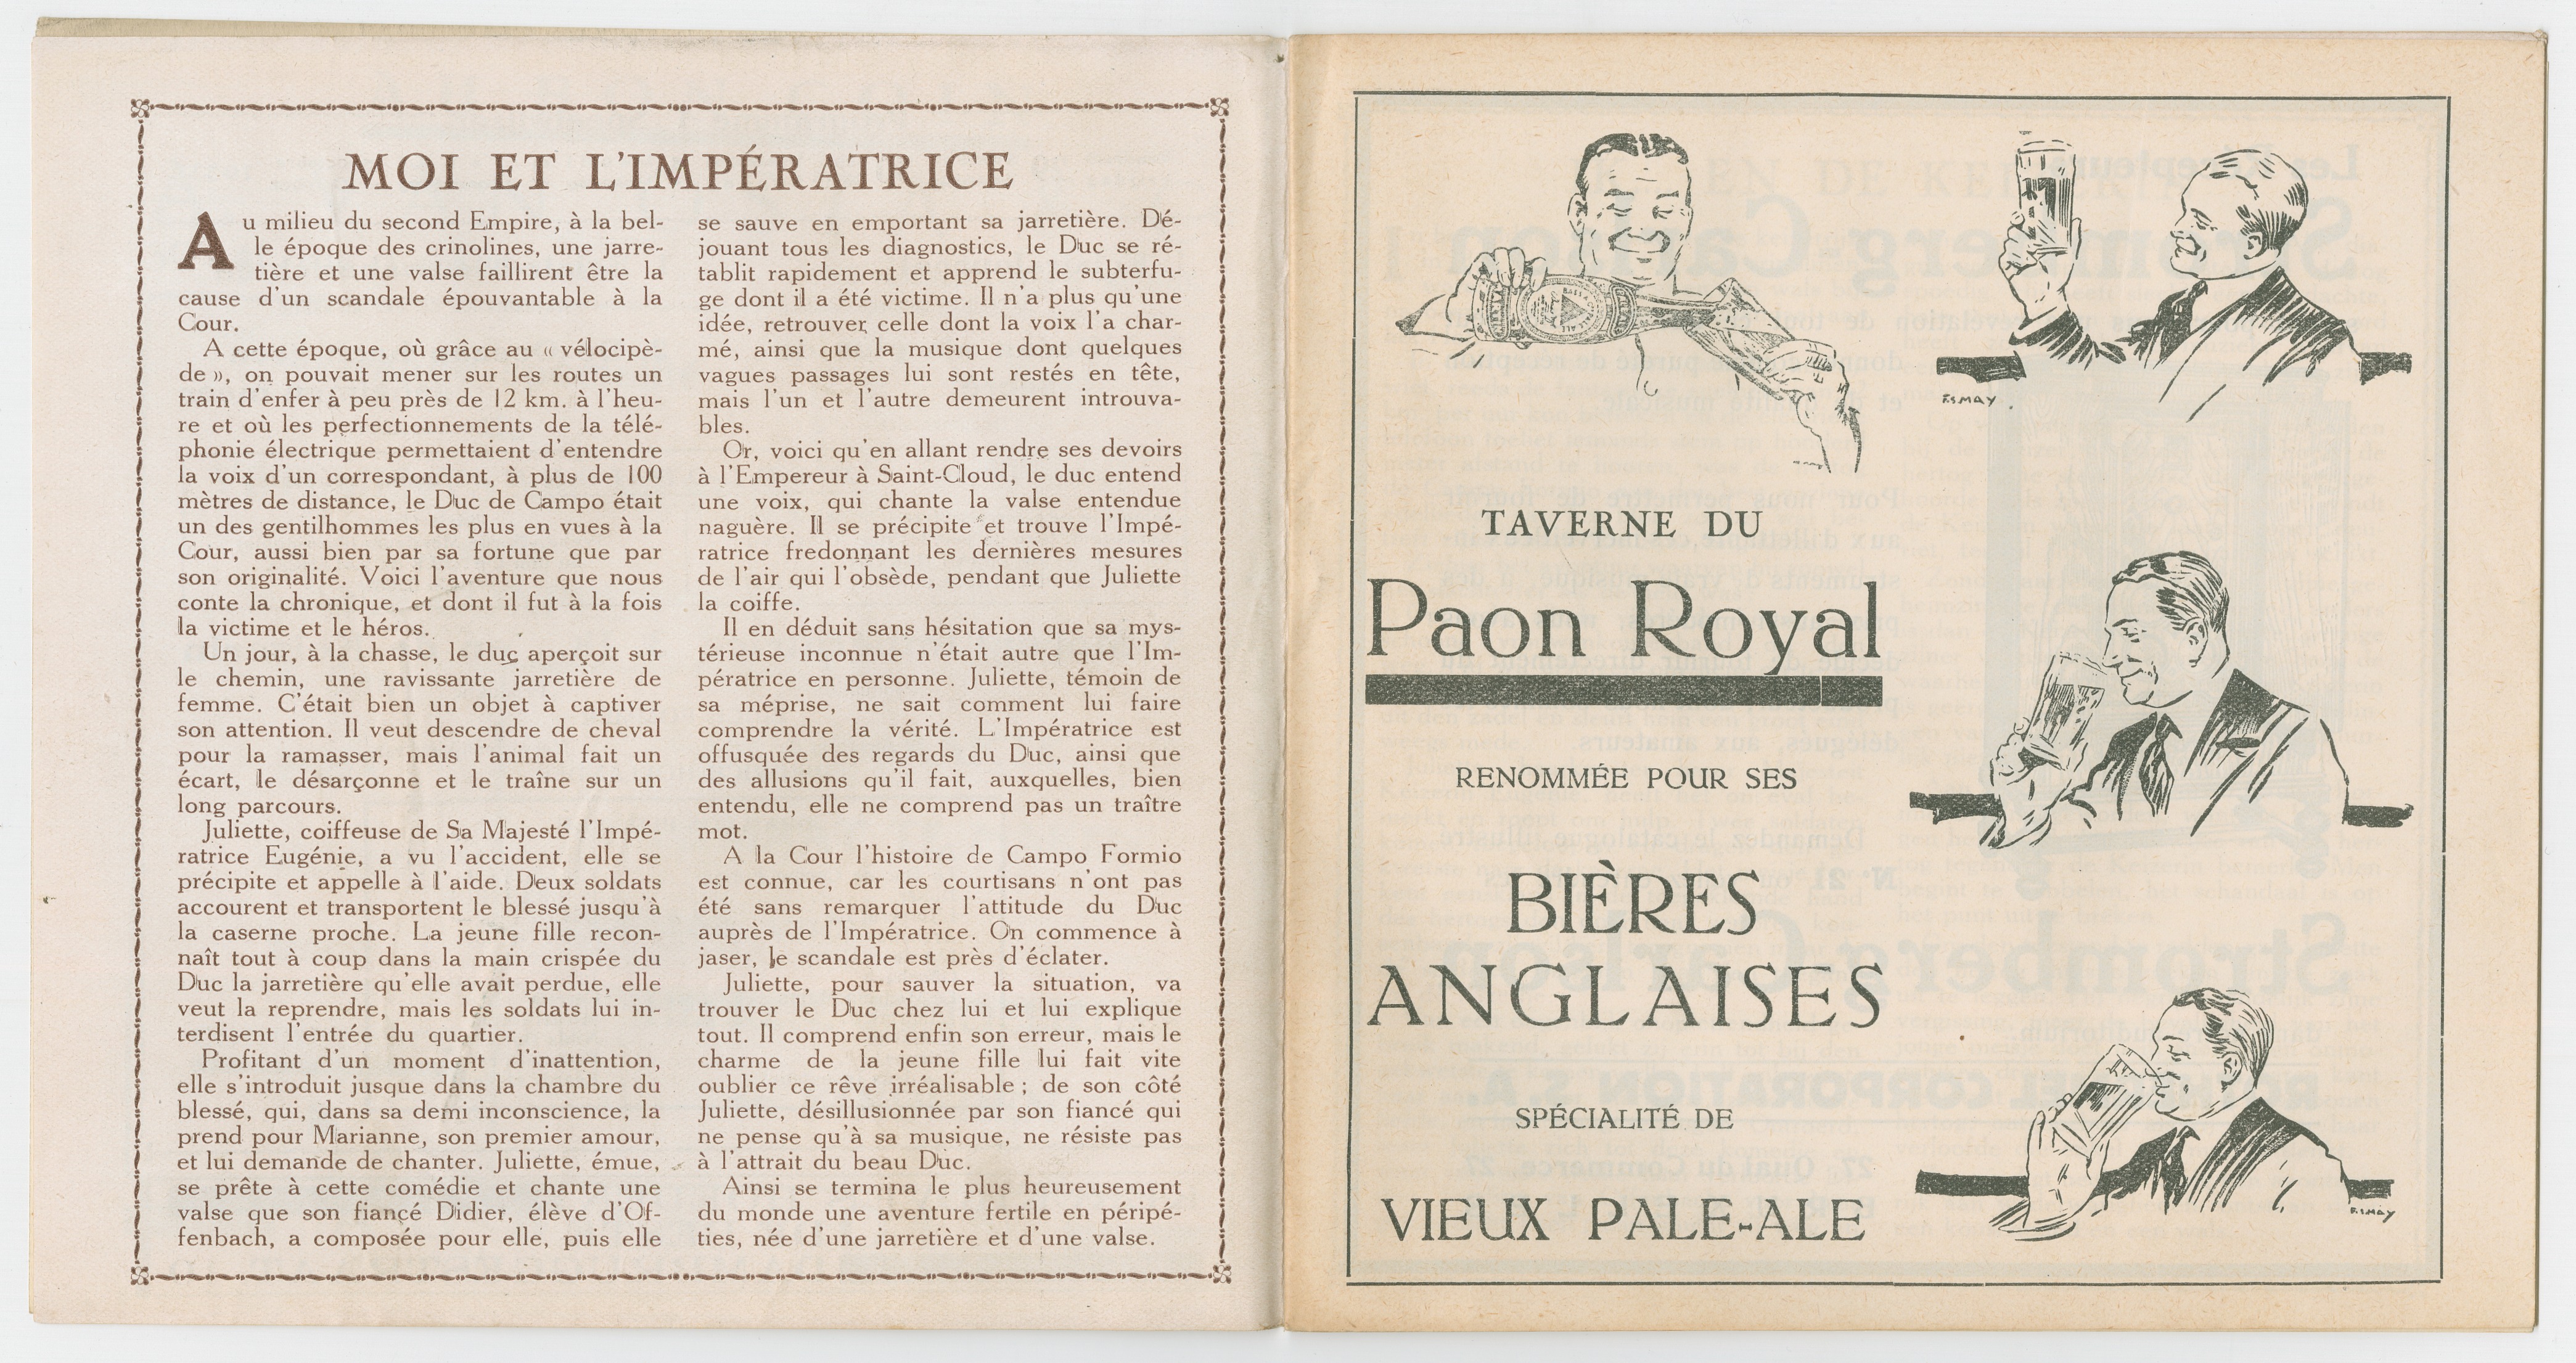 MOI ET L'IMPÉRATRICE
Au milieu du second Empire, à la bel-
le époque des crinolines, une jarre-
tière et une valse faillirent être la
cause d'un scandale épouvantable à la
Cour.
A cette époque, où grâce au « vélocipè-
de », on pouvait mener sur les routes un
train d'enfer à peu près de 12 km. à l'heu-
re et où les perfectionnements de la télé-
phonie électrique permettaient d'entendre
la voix d'un correspondant, à plus de 100
mètres de distance, le Duc de Campo était
un des gentilhommes les plus en vues à la
Cour, aussi bien par sa fortune que par
son originalité. Voici l'aventure que nous
conte la chronique, et dont il fut à la fois
la victime et le héros.
Un jour, à la chasse, le duc aperçoit sur
le chemin, une ravissante jarretière de
femme. C'était bien un objet à captiver
son attention. Il veut descendre de cheval
pour la ramasser, mais l'animal fait un
écart, le désarçonne et le traîne sur un
long parcours.
Juliette, coiffeuse de Sa Majesté l'Impé-
ratrice Eugénie, a vu l'accident, elle se
précipite et appelle à l'aide. Deux soldats
accourent et transportent le blessé jusqu'à
la caserne proche. La jeune fille recon-
naît tout à coup dans la main crispée du
Duc la jarretière qu'elle avait perdue, elle
veut la reprendre, mais les soldats lui in-
terdisent l'entrée du quartier.
Profitant d'un moment d'inattention,
elle s'introduit jusque dans la chambre du
blessé, qui, dans sa demi inconscience, la
prend pour Marianne, son premier amour,
et lui demande de chanter. Juliette, émue,
se prête à cette comédie et chante une
valse que son fiancé Didier, élève d'Of-
fenbach, a composée pour elle, puis elle
se sauve en emportant sa jarretière. Dé-
jouant tous les diagnostics, le Duc se ré-
tablit rapidement et apprend le subterfu-
ge dont il a été victime. Il n'a plus qu'une
idée, retrouver celle dont la voix l'a char-
mé, ainsi que la musique dont quelques
vagues passages lui sont restés en tête,
mais l'un et l'autre demeurent introuva-
bles.
Or, voici qu'en allant rendre ses devoirs
à l'Empereur à Saint-Cloud, le duc entend
une voix, qui chante la valse entendue
naguère. Il se précipite et trouve l'Impé-
ratrice fredonnant les dernières mesures
de l'air qui l'obsède, pendant que Juliette
la coiffe.
Il en déduit sans hésitation que sa mys-
térieuse inconnue n'était autre que l'Im-
pératrice en personne. Juliette, témoin de
sa méprise, ne sait comment lui faire
comprendre la vérité. L'Impératrice est
offusquée des regards du Duc, ainsi que
des allusions qu'il fait, auxquelles, bien
entendu, elle ne comprend pas un traître
mot.
A la Cour l'histoire de Campo Formio
est connue, car les courtisans n'ont pas
été sans remarquer l'attitude du Duc
auprès de l'Impératrice. On commence à
jaser, le scandale est près d'éclater.
Juliette, pour sauver la situation, va
trouver le Duc chez lui et lui explique
tout. Il comprend enfin son erreur, mais le
charme de la jeune fille lui fait vite
oublier ce rêve irréalisable ; de son côté
Juliette, désillusionnée par son fiancé qui
ne pense qu'à sa musique, ne résiste pas
à l'attrait du beau Duc.
Ainsi se termina le plus heureusement
du monde une aventure fertile en péripé-
ties, née d'une jarretière et d'une valse.
F.S MAY
TAVERNE DU
Paon Royal
RENOMMÉE POUR SES
BIÈRES
ANGLAISES
SPÉCIALITÉ DE
VIEUX PALE-ALE
F.S MAY